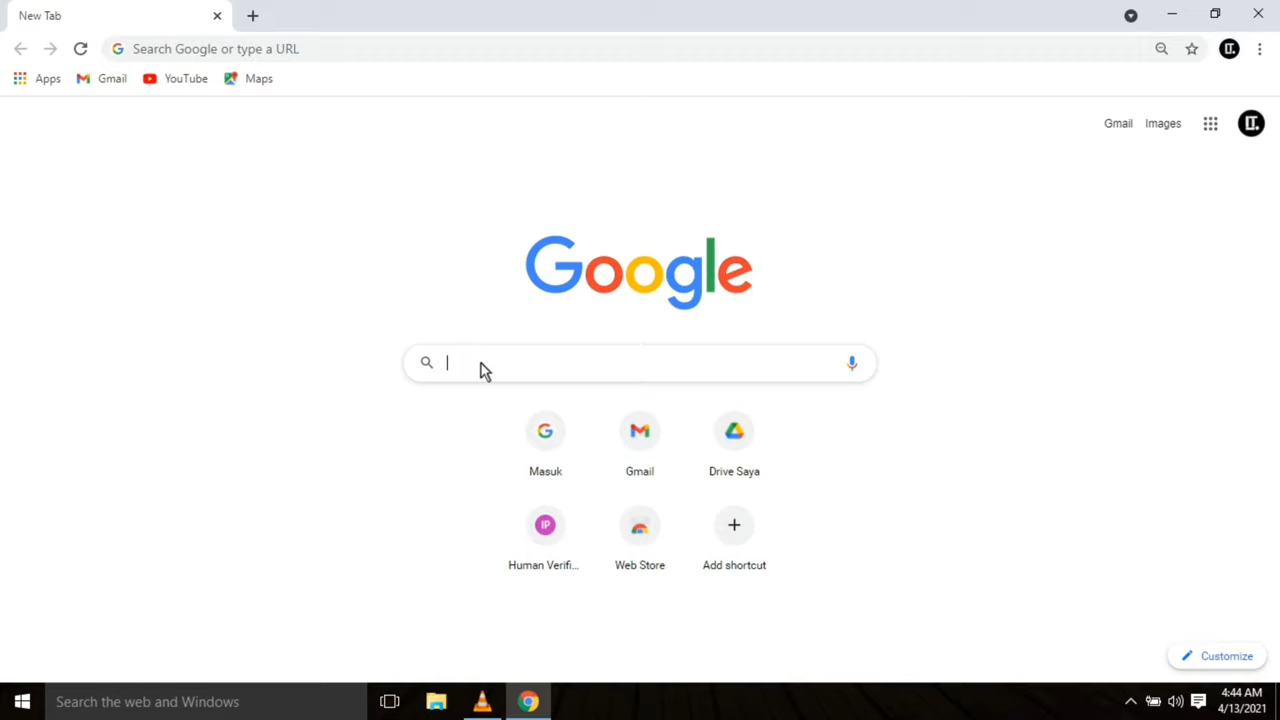 New Tab
Search Google or type a URL
Apps Gmail YouTube Maps
Gmail Images
Google
Masuk Gmail Drive Saya
IP
Human Verifi... Web Store Add shortcut
Customize
Search the web and Windows
4:44 AM
4/13/2021